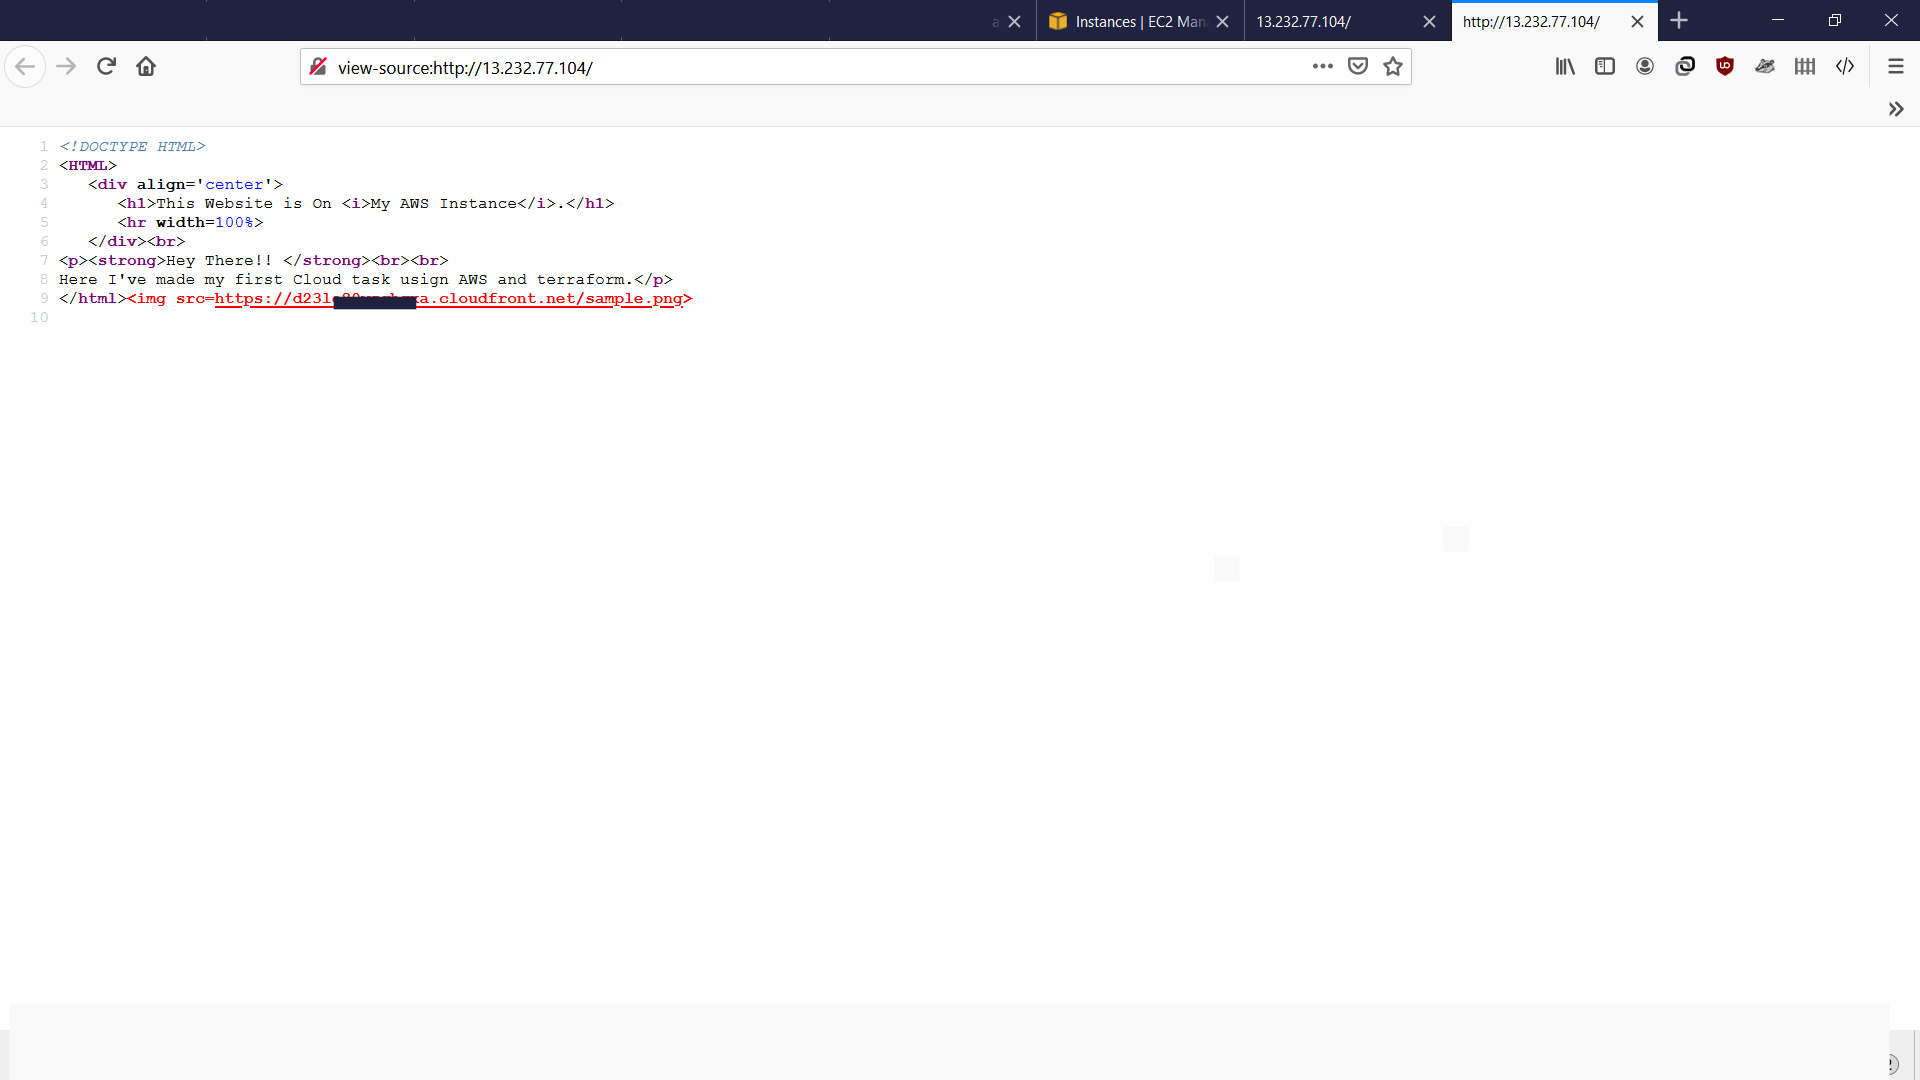 Instances | EC2 Man
13.232.77.104/
http://13.232.77.104/
view-source:http://13.232.77.104/
1 <!DOCTYPE HTML>
2 <HTML>
3 <div align='center'>
4 <h1>This Website is On <i>My AWS Instance</i>.</h1>
5 <hr width=100%>
6 </div><br>
7 <p><strong>Hey There!! </strong><br><br>
8 Here I've made my first Cloud task usign AWS and terraform.</p>
9 </html><img src=https://d231 a.cloudfront.net/sample.png>
10